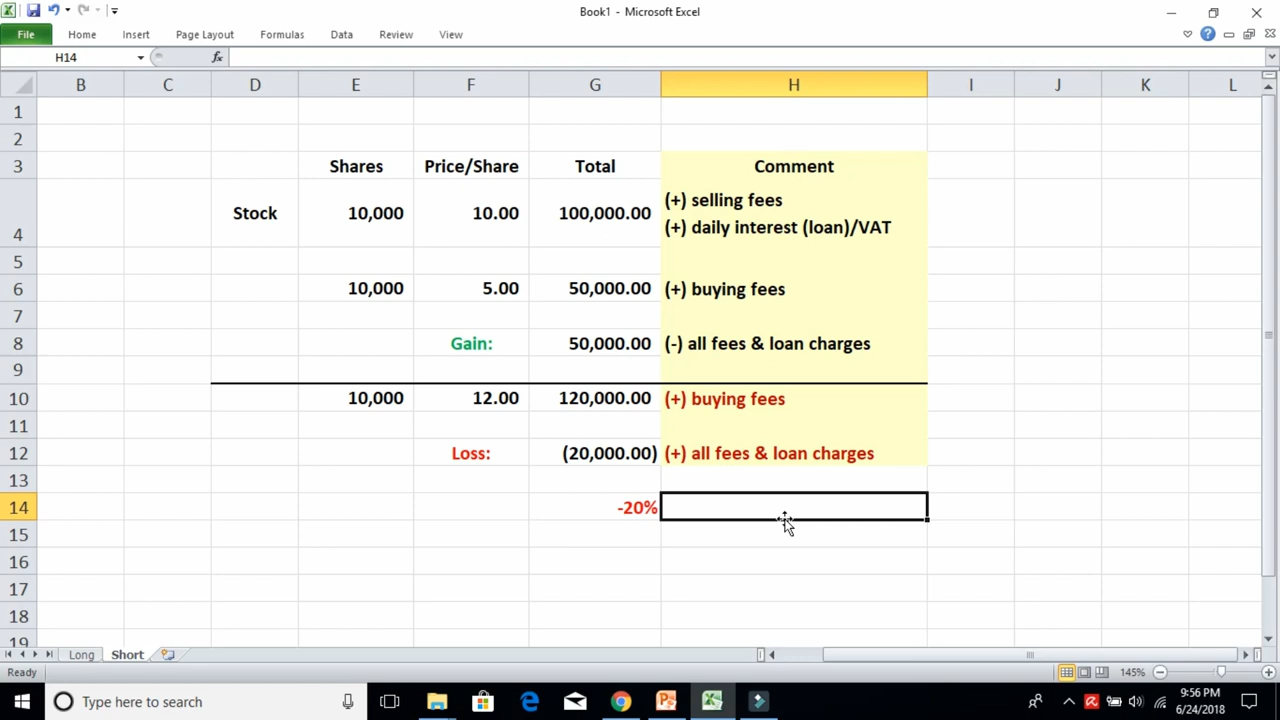 Book1 - Microsoft Excel
File Home Insert Page Layout Formulas Data Review View
H14 fx
B C D E F G H I J K L
1
2
3 Shares Price/Share Total Comment
4 Stock 10,000 10.00 100,000.00 (+) selling fees
(+) daily interest (loan)/VAT
5
6 10,000 5.00 50,000.00 (+) buying fees
7
8 Gain: 50,000.00 (-) all fees & loan charges
9
10 10,000 12.00 120,000.00 (+) buying fees
11
12 Loss: (20,000.00) (+) all fees & loan charges
13
14 -20%
15
16
17
18
19
Long Short
Ready 145%
Type here to search
9:56 PM
6/24/2018